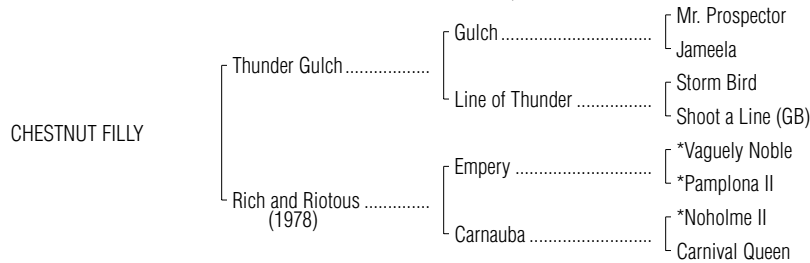 Mr. Prospector
Gulch................................
Jameela
Thunder Gulch..................
Storm Bird
Line of Thunder ................
Shoot a Line (GB)
CHESTNUT FILLY
*Vaguely Noble
Empery .............................
*Pamplona II
Rich and Riotous ..............
(1978)
*Noholme II
Carnauba ..........................
Carnival Queen